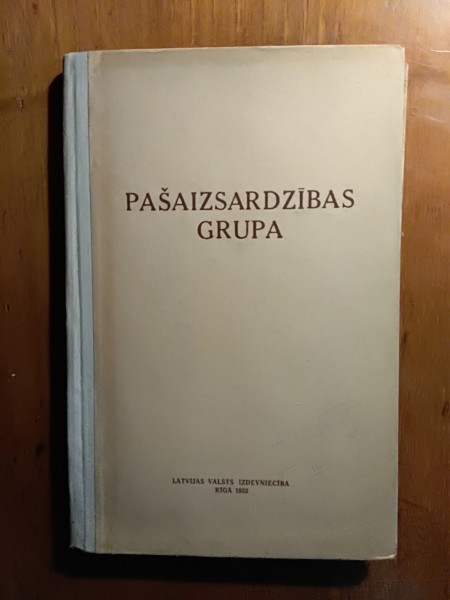 PAŠAIZSARDZĪBAS
GRUPA
LATVIJAS VALSTS IZDEVNIECĪBA
RĪGĀ